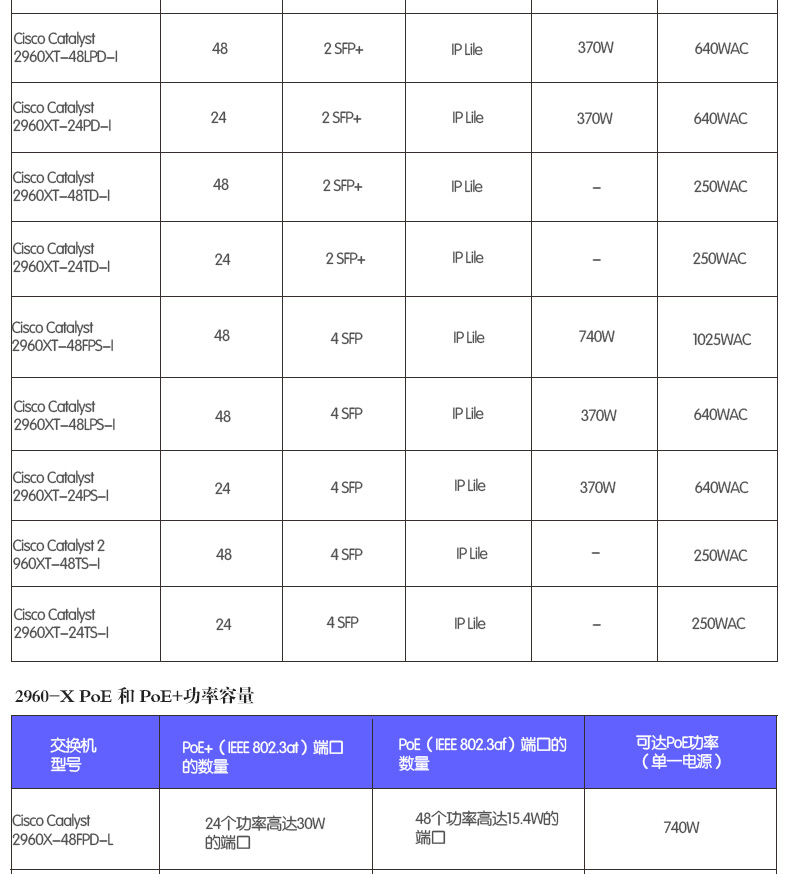 Cisco Catalyst
2960XT-48LPD-I
48
2 SFP+
IP Lile
370W
640WAC
Cisco Catalyst
2960XT-24PD-I
24
2 SFP+
IP Lile
370W
640WAC
Cisco Catalyst
2960XT-48TD-I
48
2 SFP+
IP Lile
-
250WAC
Cisco Catalyst
2960XT-24TD-I
24
2 SFP+
IP Lile
-
250WAC
Cisco Catalyst
2960XT-48FPS-I
48
4 SFP
IP Lile
740W
1025WAC
Cisco Catalyst
2960XT-48LPS-I
48
4 SFP
IP Lile
370W
640WAC
Cisco Catalyst
2960XT-24PS-I
24
4 SFP
IP Lile
370W
640WAC
Cisco Catalyst 2
960XT-48TS-I
48
4 SFP
IP Lile
-
250WAC
Cisco Catalyst
2960XT-24TS-I
24
4 SFP
IP Lile
-
250WAC
2960-X PoE 和 PoE+功率容量
交换机
型号
PoE+（IEEE 802.3at）端口
的数量
PoE（IEEE 802.3af）端口的
数量
可达PoE功率
（单一电源）
Cisco Caalyst
2960X-48FPD-L
24个功率高达30W
的端口
48个功率高达15.4W的
端口
740W